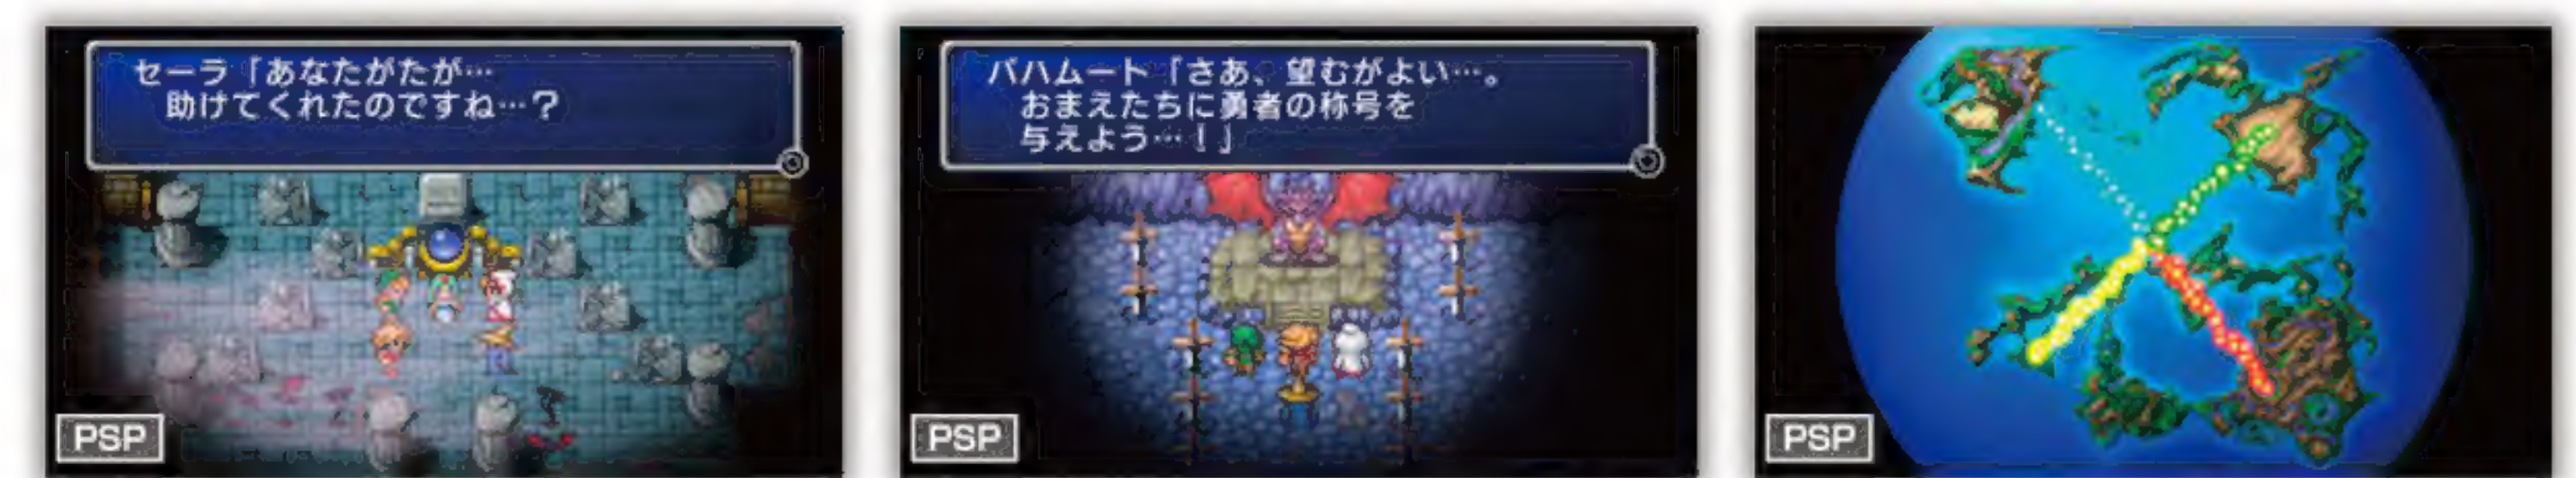 セーラ「あなたがたが…
助けてくれたのですね…？
PSP
バハムート「さあ、望むがよい…。
おまえたちに勇者の称号を
与えよう…！」
PSP
PSP